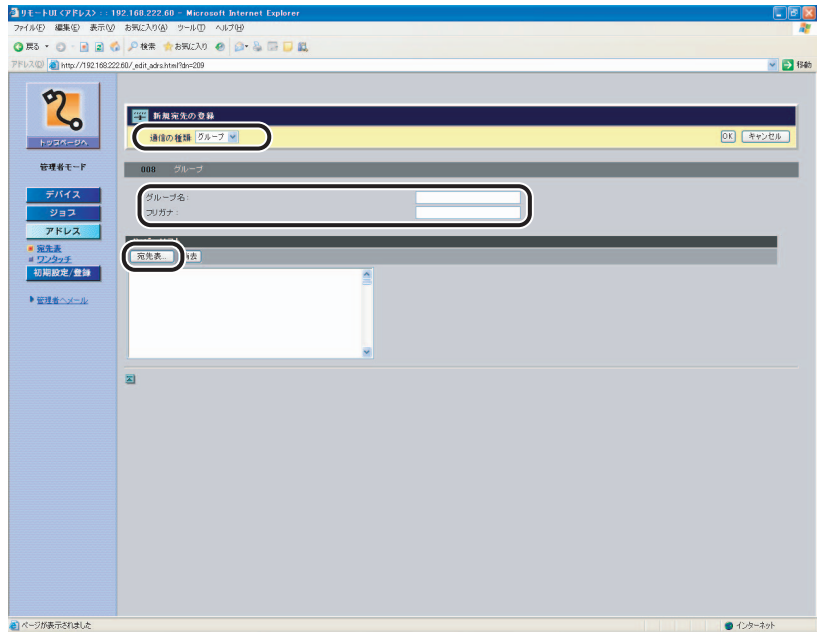 リモートUI <アドレス> : : 192.168.222.60 - Microsoft Internet Explorer
ファイル(F) 編集(E) 表示(V) お気に入り(A) ツール(T) ヘルプ(H)
戻る 検索 お気に入り
アドレス(D) http://192.168.222.60/_edit_adrs.html?dn=209 移動
トップページへ
管理者モード
デバイス
ジョブ
アドレス
宛先表
ワンタッチ
初期設定/登録
管理者へメール
新規宛先の登録
通信の種類: グループ OK キャンセル
008: グループ
グループ名:
フリガナ:
宛先表... 消去
ページが表示されました インターネット